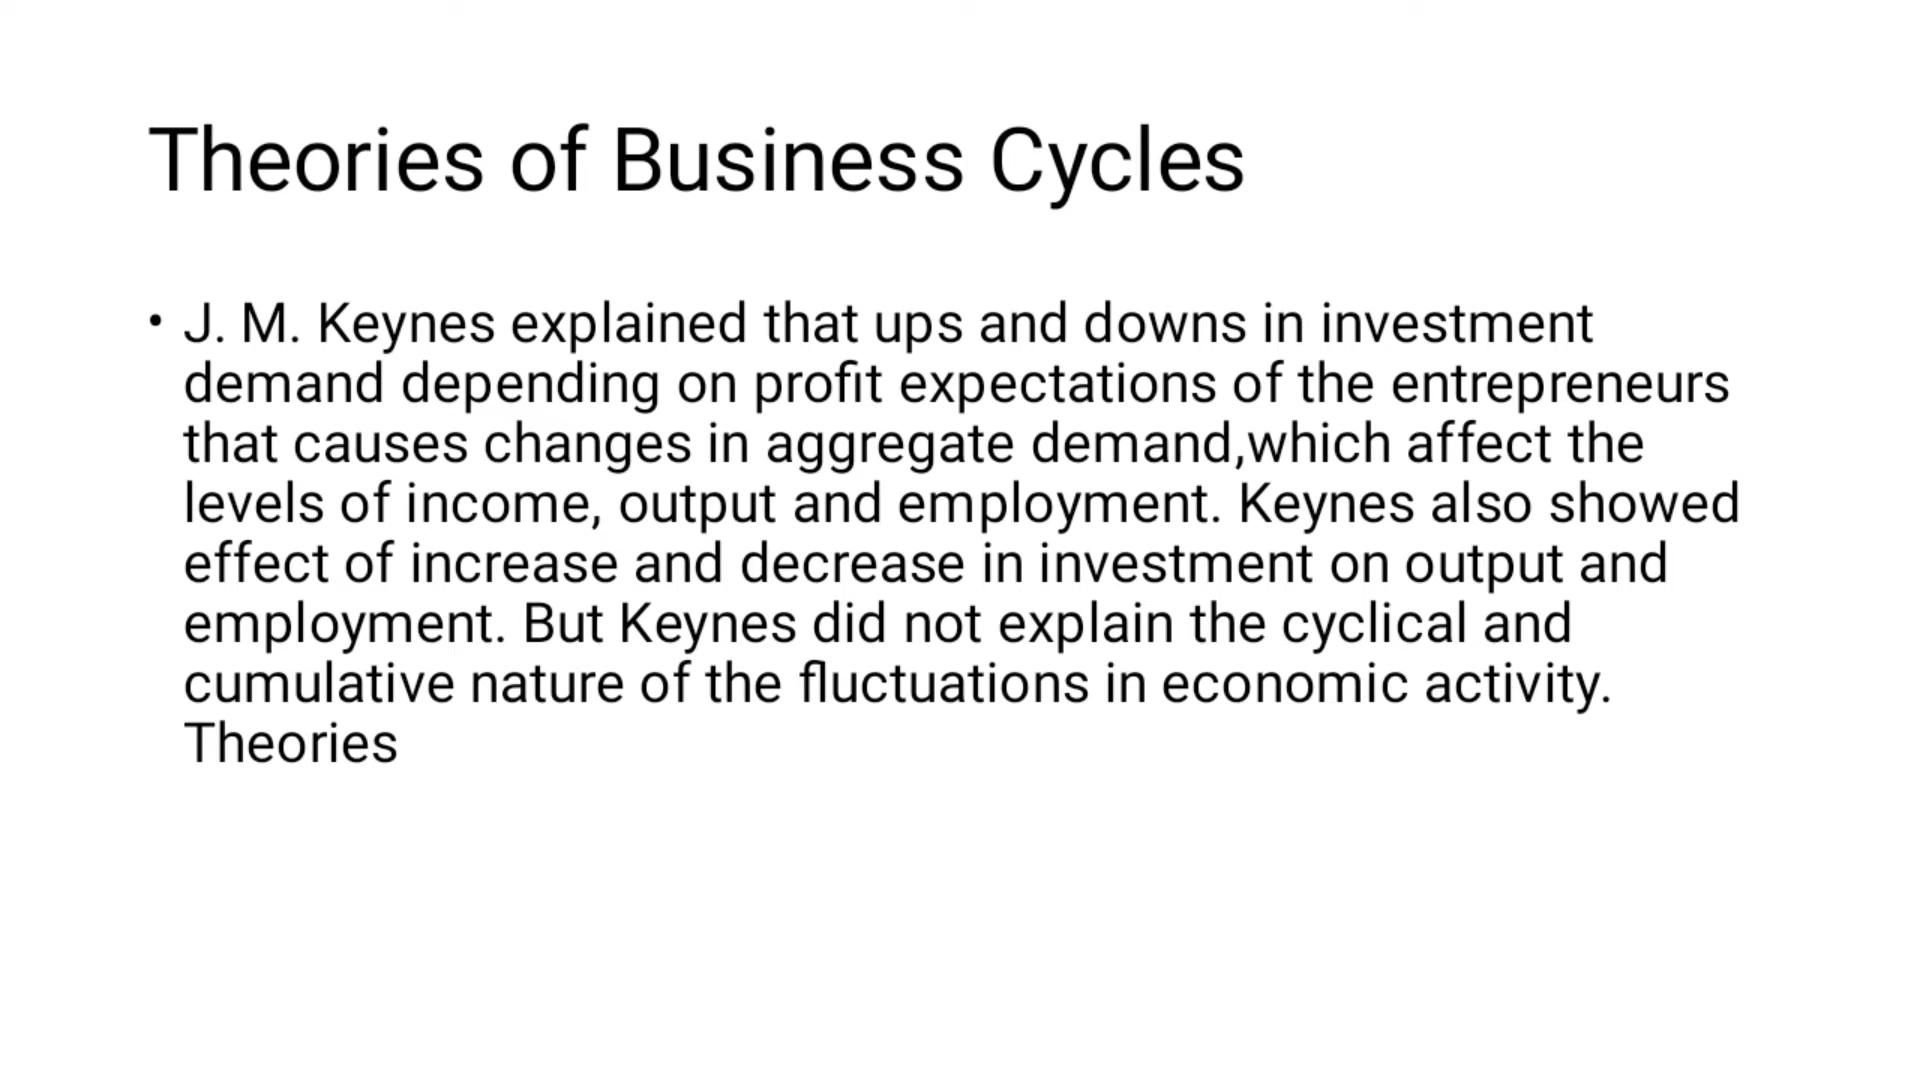 Theories of Business Cycles
• J. M. Keynes explained that ups and downs in investment
demand depending on profit expectations of the entrepreneurs
that causes changes in aggregate demand,which affect the
levels of income, output and employment. Keynes also showed
effect of increase and decrease in investment on output and
employment. But Keynes did not explain the cyclical and
cumulative nature of the fluctuations in economic activity.
Theories